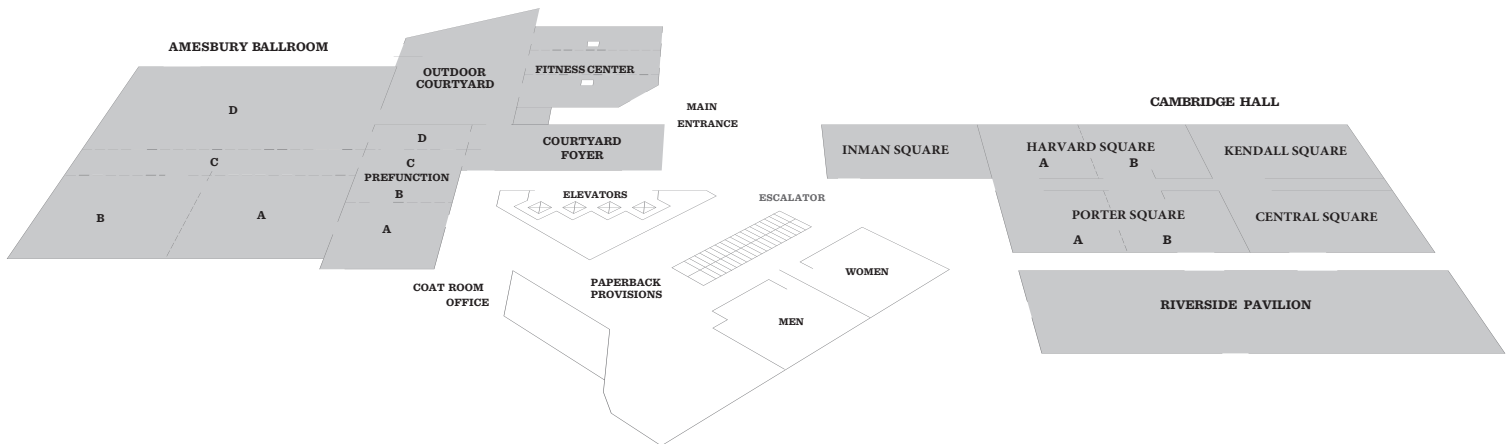 AMESBURY BALLROOM
D
C
B
A
OUTDOOR
COURTYARD
FITNESS CENTER
D
C
PREFUNCTION
B
A
COURTYARD
FOYER
MAIN
ENTRANCE
ELEVATORS
ESCALATOR
COAT ROOM
OFFICE
PAPERBACK
PROVISIONS
WOMEN
MEN
CAMBRIDGE HALL
INMAN SQUARE
HARVARD SQUARE
A B
KENDALL SQUARE
PORTER SQUARE
A B
CENTRAL SQUARE
RIVERSIDE PAVILION